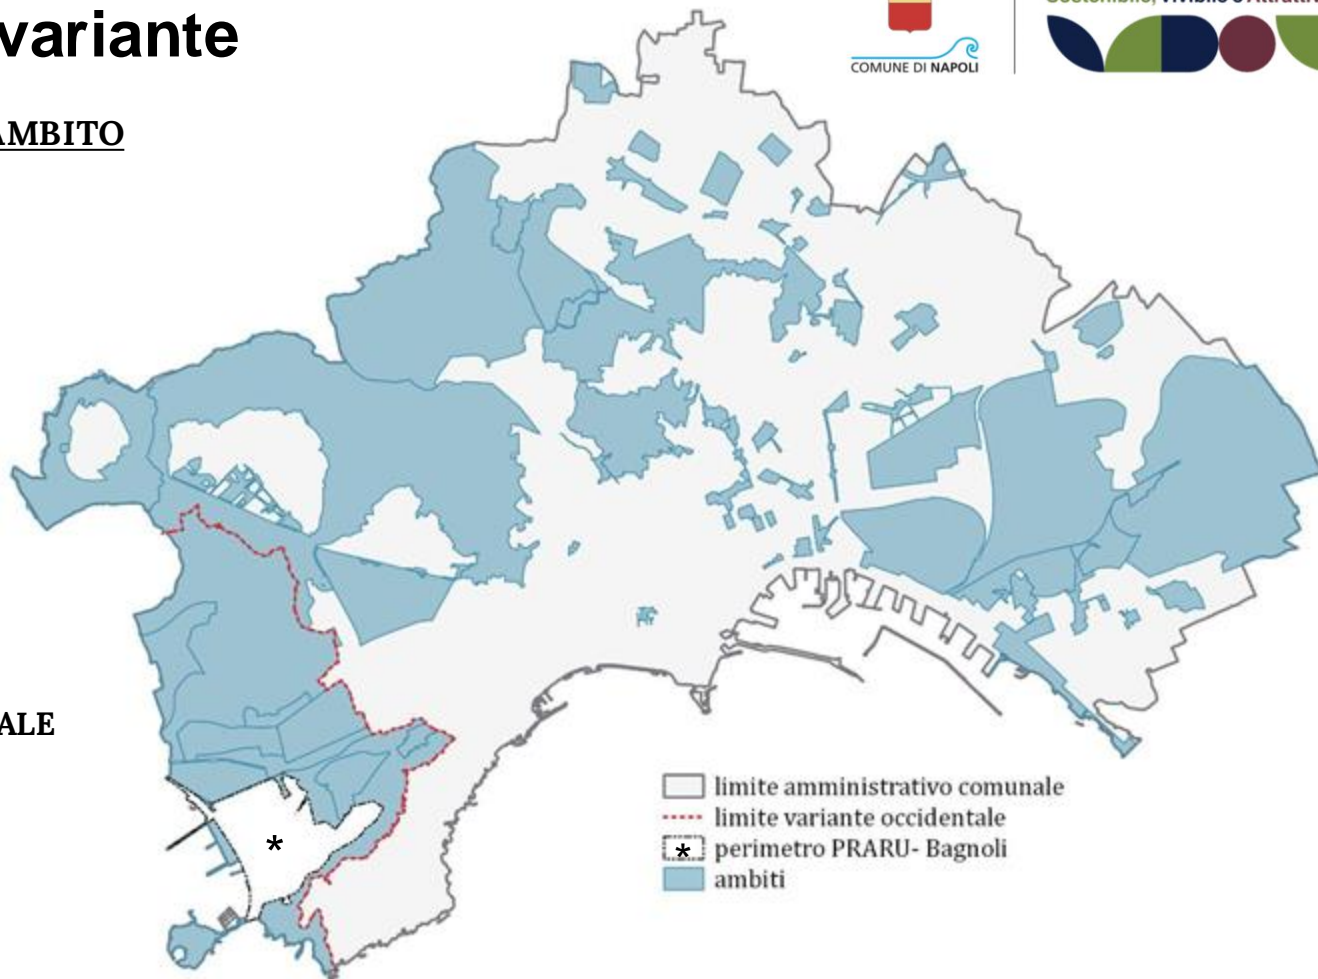 variante
COMUNE DI NAPOLI
AMBITO
ALE
limite amministrativo comunale
limite variante occidentale
* perimetro PRARU- Bagnoli
ambiti
*